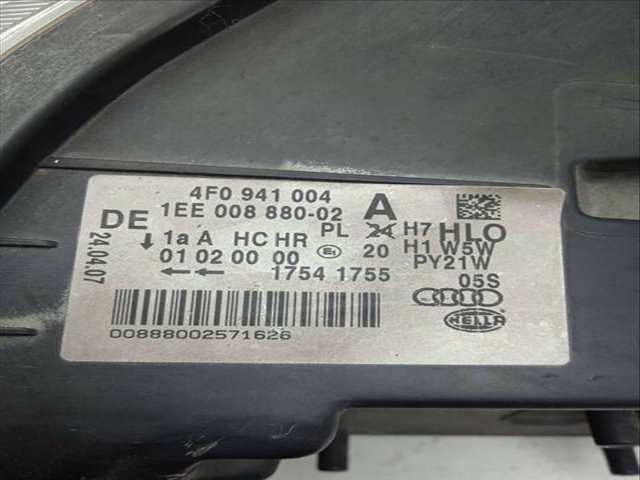 4F0 941 004 A
DE 1EE 008 880-02
24.04.07
1a A HC HR PL 24 H7 HLO
E1 20 H1 W5W
01 02 00 00 PY21W
1754 1755 05S
00888002571626
HELLA